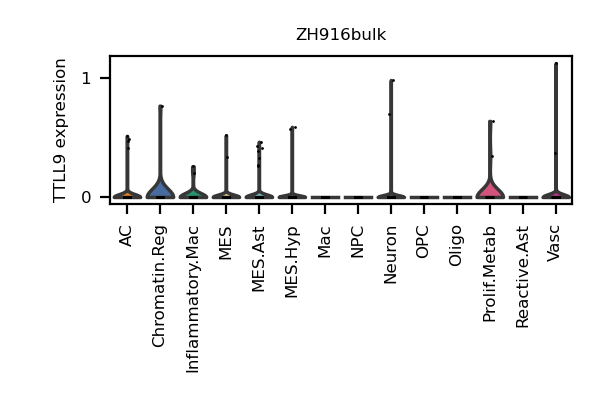 ZH916bulk
TTLL9 expression
1
0
AC
Chromatin.Reg
Inflammatory.Mac
MES
MES.Ast
MES.Hyp
Mac
NPC
Neuron
OPC
Oligo
Prolif.Metab
Reactive.Ast
Vasc